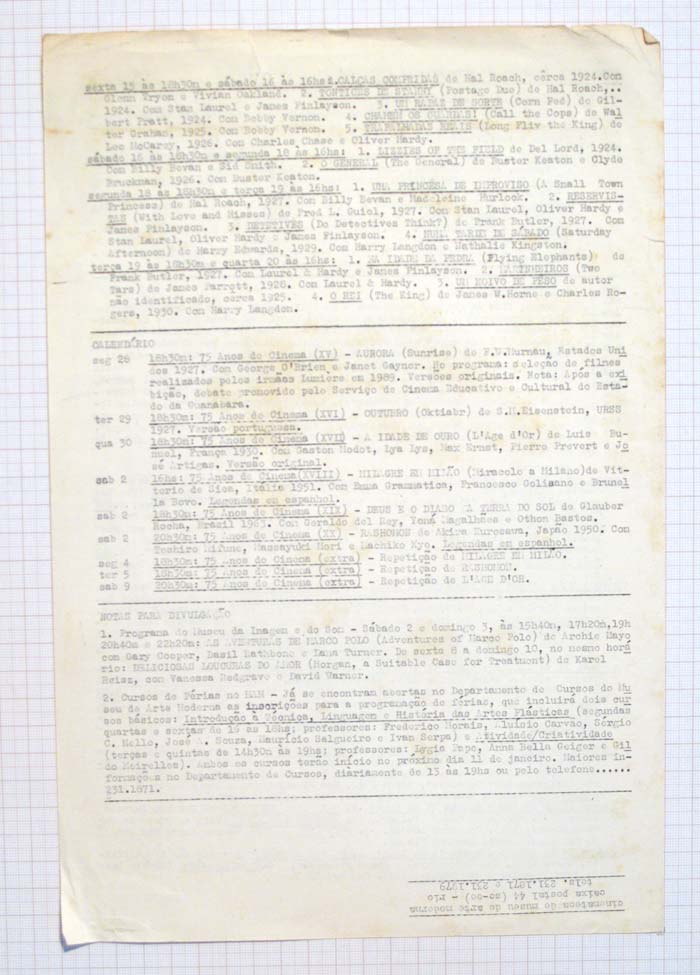 sexta 15 às 18h30m e sábado 16 às 16hs: CALÇAS COMPRIDAS de Hal Roach, cêrca 1924. Con
Glenn Tryon e Vivian Oakland. 2. (Postage Due) de Hal Roach,..
1924. Com Stan Laurel e James Finlayson. 3. UM RAPAZ DE SORTE (Corn Fed) de Gil-
bert Pratt, 1924. Com Bobby Vernon. 4. CHAMEM OS GUARDAS! (Call the Cops) de Wal
ter Graham, 1925. Com Bobby Vernon. 5. TRAPALHADAS REAIS (Long Fliv the King) de
Leo McCarey, 1926. Com Charles Chase e Oliver Hardy.
sábado 16 às 18h30m e segunda 18 às 16hs: 1. LIZZIES OF THE FIELD de Del Lord, 1924.
Com Billy Bevan e Sid Smith. 2. O GENERAL (The General) de Buster Keaton e Clyde
Bruckman, 1926. Com Buster Keaton.
segunda 18 às 18h30m e terça 19 às 16hs: 1. UMA PRINCESA DE IMPROVISO (A Small Town
Princess) de Hal Roach, 1927. Com Billy Bevan e Madeleine Hurlock. 2. RESERVIS-
TAS (With Love and Hisses) de Fred L. Guiol, 1927. Com Stan Laurel, Oliver Hardy e
James Finlayson. 3. DETETIVES (Do Detectives Think?) de Frank Butler, 1927. Com
Stan Laurel, Oliver Hardy e James Finlayson. 4. NUMA TARDE DE SÁBADO (Saturday
Afternoon) de Harry Edwards, 1929. Com Harry Langdon e Nathalie Kingston.
terça 19 às 18h30m e quarta 20 às 16hs: 1. NA IDADE DA PEDRA (Flying Elephants) de
Frank Butler, 1927. Com Laurel & Hardy e James Finlayson. 2. MARINHEIROS (Two
Tars) de James Parrott, 1928. Com Laurel & Hardy. 3. UM NOIVO DE PÊSO de autor
não identificado, cerca 1925. 4. O REI (The King) de James W.Horne e Charles Ro-
gers, 1930. Com Harry Langdon.
CALENDÁRIO
seg 28 18h30m: 75 Anos de Cinema (XV) - AURORA (Sunrise) de F.W.Murnau, Estados Uni
dos 1927. Com George O'Brien e Janet Gaynor. No programa: seleção de filmes
realizados pelos irmãos Lumière em 1989. Versões originais. Nota: Após a exi
bição, debate promovido pelo Serviço de Cinema Educativo e Cultural do Esta-
do da Guanabara.
ter 29 18h30m: 75 Anos de Cinema (XVI) - OUTUBRO (Oktiabr) de S.M.Eisenstein, URSS
1927. Versão portuguesa.
qua 30 18h30m: 75 Anos de Cinema (XVII) - A IDADE DE OURO (L'Age d'Or) de Luis Bu-
nuel, França 1930. Com Gaston Modot, Lya Lys, Max Ernst, Pierre Prevert e Jo
sé Artigas. Versão original.
sab 2 16hs: 75 Anos de Cinema(XVIII) - MILAGRE EM MILÃO (Miracolo a Milano)de Vit-
torio de Sica, Itália 1951. Com Emma Grammatica, Francesco Golisano e Brunel
la Bovo. Legendas em espanhol.
sab 2 18h30m: 75 Anos de Cinema (XIX) - DEUS E O DIABO NA TERRA DO SOL de Glauber
Rocha, Brasil 1963. Com Geraldo del Rey, Yoná Magalhães e Othon Bastos.
sab 2 20h30m: 75 Anos de Cinema (XX) - RASHOMON de Akira Kurosawa, Japão 1950. Com
Toshiro Mifune, Massayuki Mori e Machiko Kyo. Legendas em espanhol.
seg 4 18h30m: 75 Anos de Cinema (extra) - Repetição de MILAGRE EM MILÃO.
ter 5 18h30m: 75 Anos de Cinema (extra) - Repetição de RASHOMON.
sab 9 20h30m: 75 Anos de Cinema (extra) - Repetição de L'AGE D'OR.
NOTAS PARA DIVULGAÇÃO
1. Programa do Museu da Imagem e do Som - Sábado 2 e domingo 3, às 15h40m, 17h20m,19h
20h40m e 22h20m: AS AVENTURAS DE MARCO POLO (Adventures of Marco Polo) de Archie Mayo
com Gary Cooper, Basil Rathbone e Lana Turner. De sexta 8 a domingo 10, no mesmo horá
rio: DELICIOSAS LOUCURAS DO AMOR (Morgan, a Suitable Case for Treatment) de Karel
Reisz, com Vanessa Redgrave e David Warner.
2. Cursos de Férias no MAM - Já se encontram abertas no Departamento de Cursos do Mu
seu de Arte Moderna as inscrições para a programação de férias, que incluirá dois cur
sos básicos: Introdução à Técnica, Linguagem e História das Artes Plásticas (segundas
quartas e sextas de 16 às 18hs; professores: Frederico Morais, Aluísio Carvão, Sérgio
C. Mello, José A. Souza, Maurício Salgueiro e Ivan Serpa) e Atividade/Criatividade
(terças e quintas de 14h30m às 19hs; professores: Lygia Pape, Anna Bella Geiger e Gil
do Meirelles). Ambos os cursos terão início no próximo dia 11 de janeiro. Maiores in-
formações no Departamento de Cursos, diariamente de 13 às 19hs ou pelo telefone......
231.1871.
cinemateca do museu de arte moderna
caixa postal 44 (zc-00) - rio
tels. 231.1871 e 231.1979